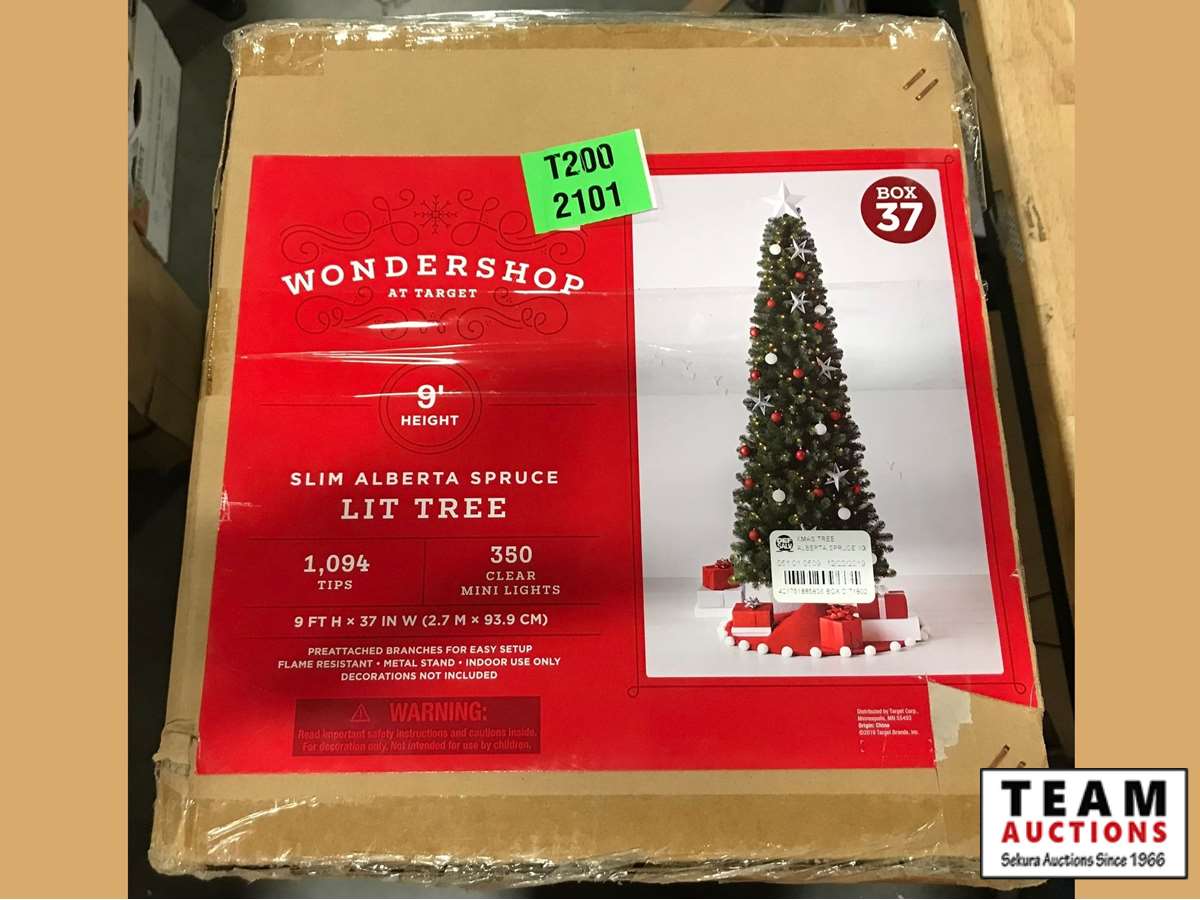 T200
2101
WONDERSHOP
AT TARGET
9'
HEIGHT
SLIM ALBERTA SPRUCE
LIT TREE
1,094
TIPS
350
CLEAR
MINI LIGHTS
9 FT H × 37 IN W (2.7 M × 93.9 CM)
PREATTACHED BRANCHES FOR EASY SETUP
FLAME RESISTANT • METAL STAND • INDOOR USE ONLY
DECORATIONS NOT INCLUDED
WARNING:
Read important safety instructions and cautions inside.
For decoration only. Not intended for use by children.
BOX
37
XMAS TREE
ALBERTA SPRUCE
12/22/2019
Distributed by Target Corp.,
Minneapolis, MN 55403
Origin: China
©2019 Target Brands, Inc.
TEAM
AUCTIONS
Sekura Auctions Since 1966